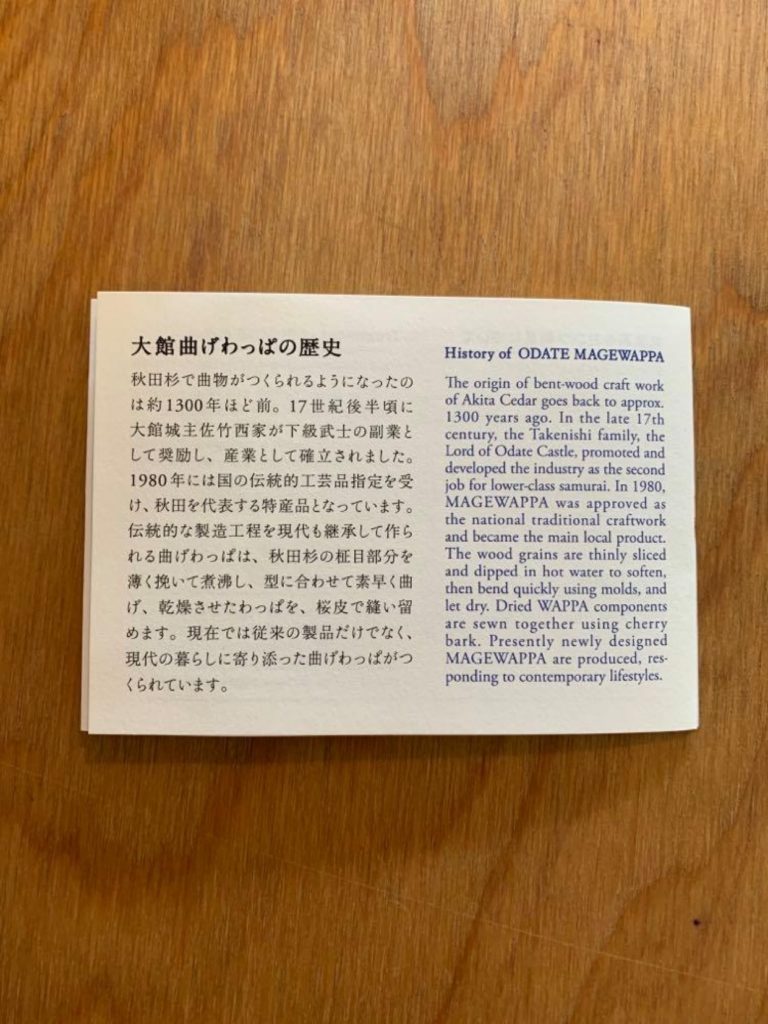 大館曲げわっぱの歴史
秋田杉で曲物がつくられるようになったの
は約1300年ほど前。17世紀後半頃に
大館城主佐竹西家が下級武士の副業と
して奨励し、産業として確立されました。
1980年には国の伝統的工芸品指定を受
け、秋田を代表する特産品となっています。
伝統的な製造工程を現代も継承して作ら
れる曲げわっぱは、秋田杉の柾目部分を
薄く挽いて煮沸し、型に合わせて素早く曲
げ、乾燥させたわっぱを、桜皮で縫い留
めます。現在では従来の製品だけでなく、
現代の暮らしに寄り添った曲げわっぱがつ
くられています。
History of ODATE MAGEWAPPA
The origin of bent-wood craft work
of Akita Cedar goes back to approx.
1300 years ago. In the late 17th
century, the Takenishi family, the
Lord of Odate Castle, promoted and
developed the industry as the second
job for lower-class samurai. In 1980,
MAGEWAPPA was approved as
the national traditional craftwork
and became the main local product.
The wood grains are thinly sliced
and dipped in hot water to soften,
then bend quickly using molds, and
let dry. Dried WAPPA components
are sewn together using cherry
bark. Presently newly designed
MAGEWAPPA are produced, res-
ponding to contemporary lifestyles.